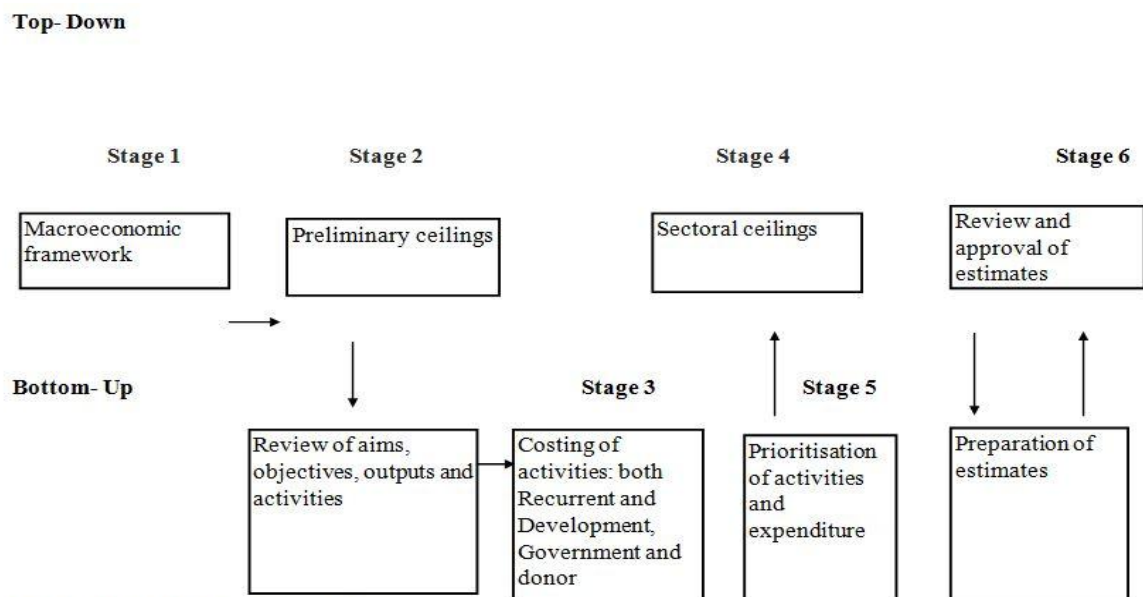 Top- Down
Stage 1
Stage 2
Stage 4
Stage 6
Macroeconomic
framework
Preliminary ceilings
Sectoral ceilings
Review and
approval of
estimates
Bottom- Up
Stage 3
Stage 5
Review of aims,
objectives, outputs and
activities
Costing of
activities: both
Recurrent and
Development,
Government and
donor
Prioritisation
of activities
and
expenditure
Preparation of
estimates